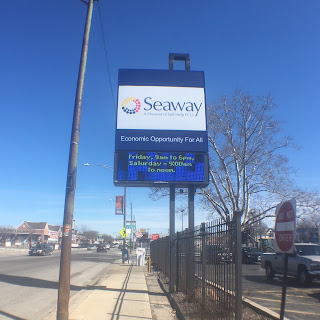 Seaway
A Division of Self-Help FCU
Economic Opportunity For All
Friday, 9am to 6pm,
Saturday - 9:00am
to noon.